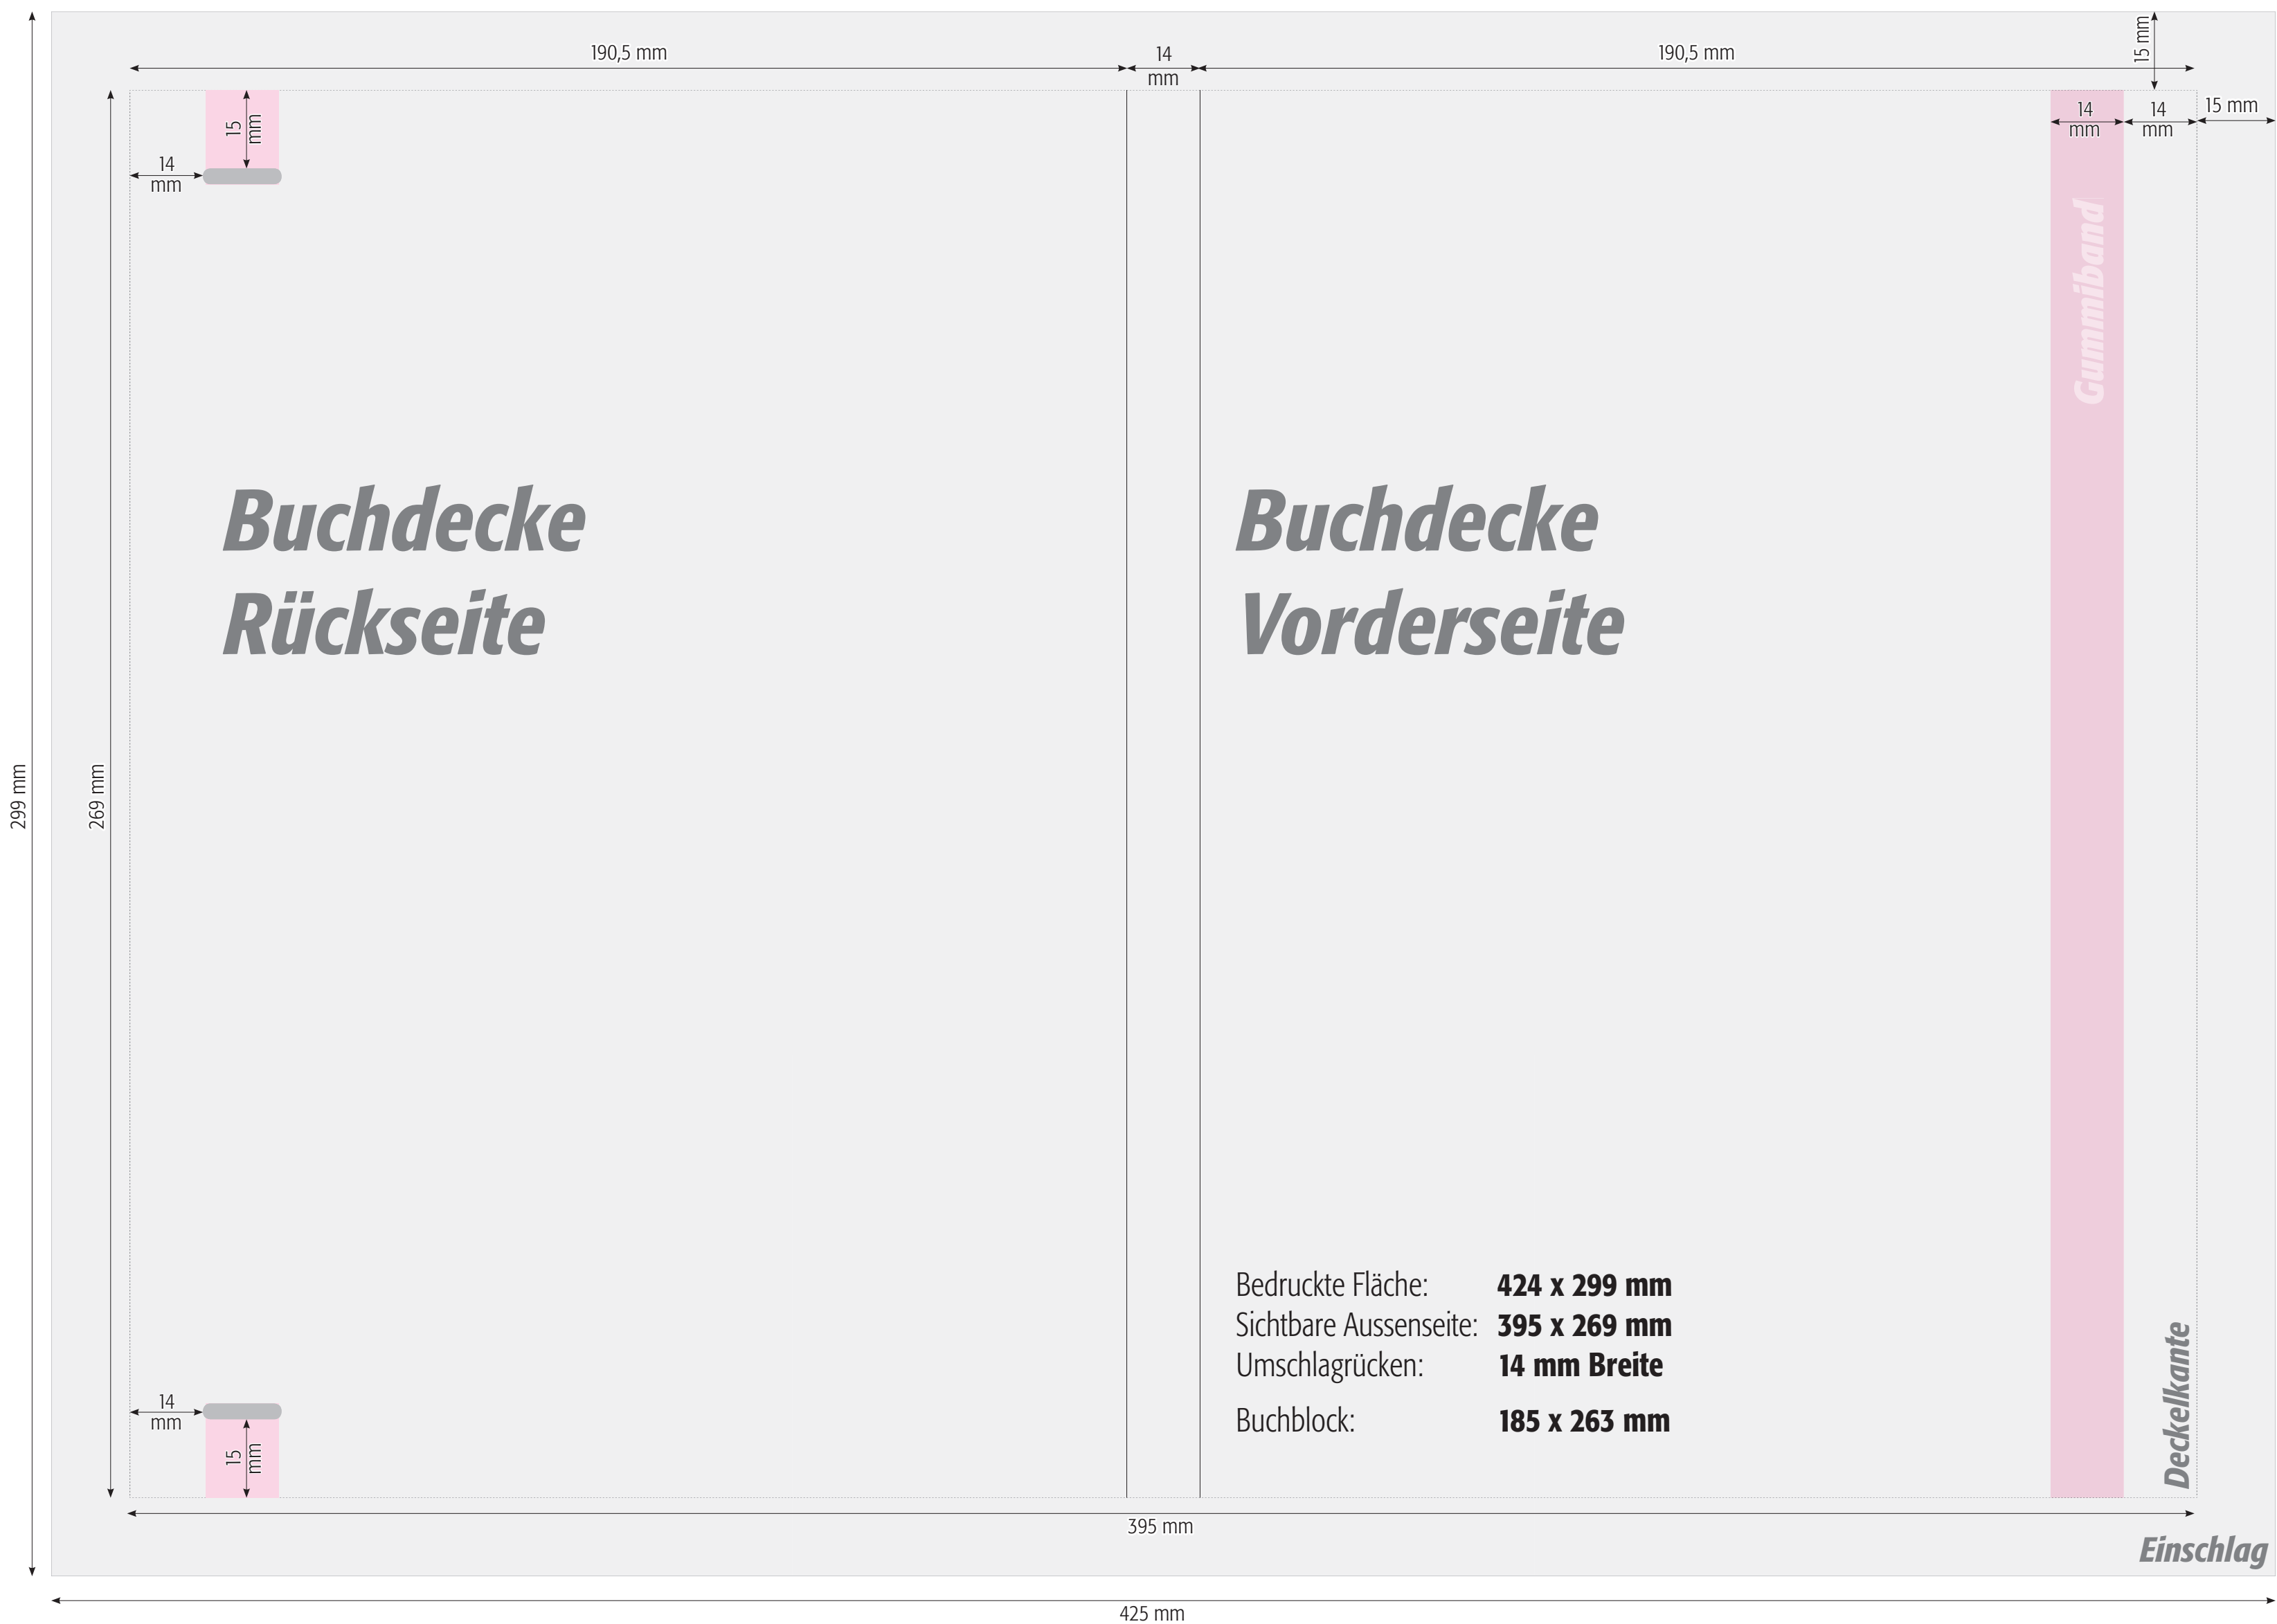 190,5 mm
14
mm
190,5 mm
15 mm
15
mm
14
mm
14
mm
14
mm
15 mm
Gummiband
Buchdecke
Rückseite
Buchdecke
Vorderseite
299 mm
269 mm
Bedruckte Fläche: 424 x 299 mm
Sichtbare Aussenseite: 395 x 269 mm
Umschlagrücken: 14 mm Breite
Buchblock: 185 x 263 mm
14
mm
15
mm
Deckelkante
395 mm
Einschlag
425 mm